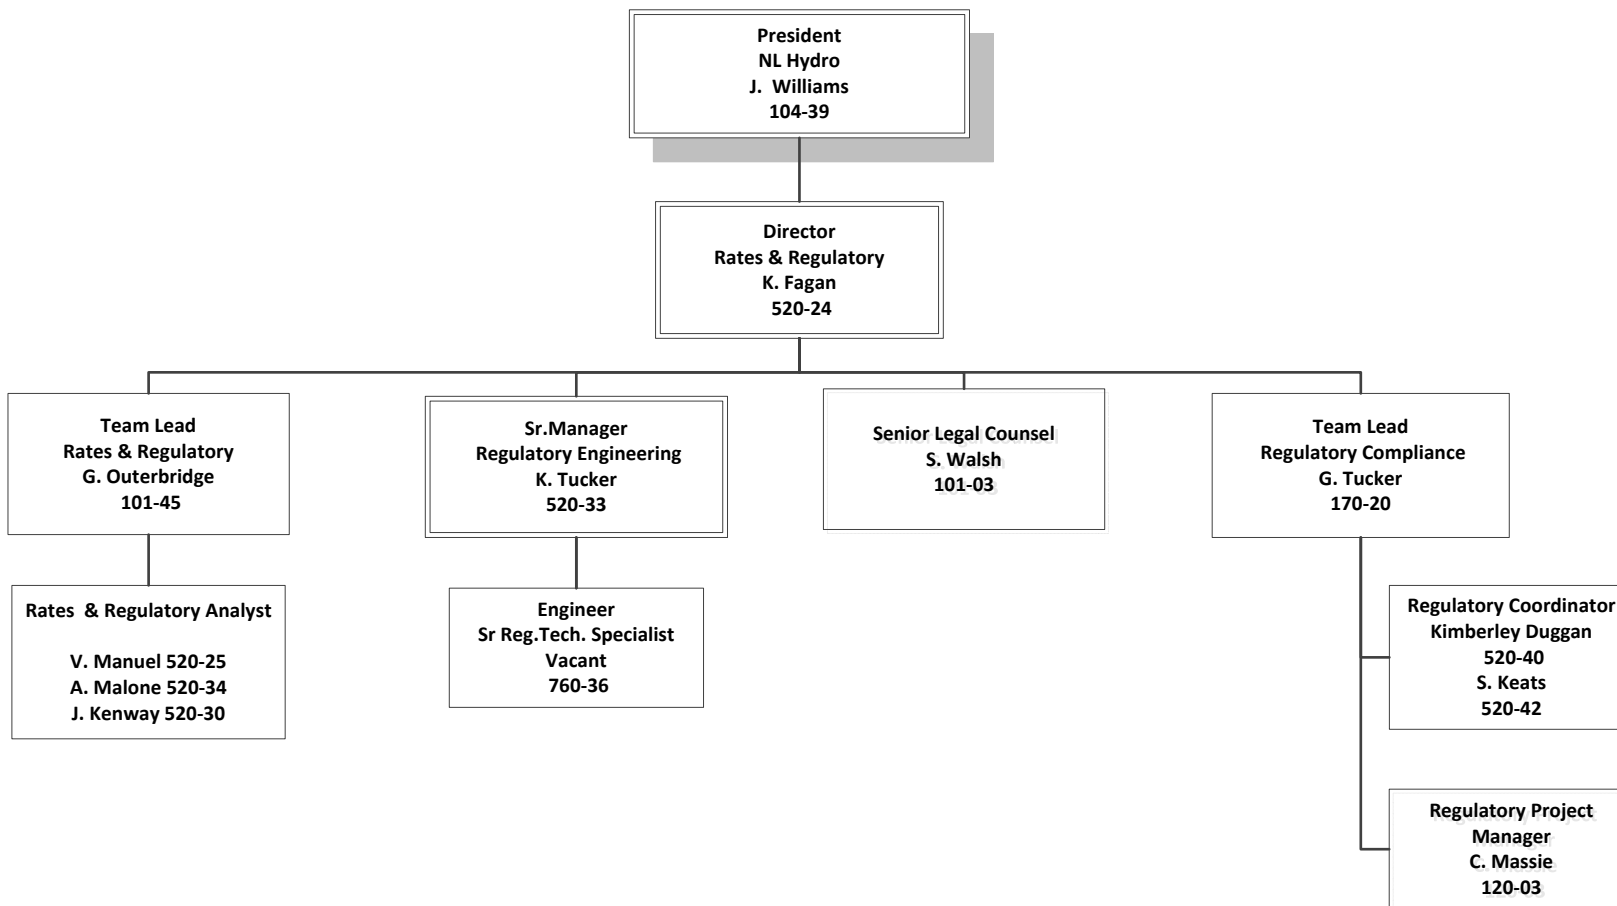 President
NL Hydro
J. Williams
104-39
Director
Rates & Regulatory
K. Fagan
520-24
Team Lead
Rates & Regulatory
G. Outerbridge
101-45
Sr.Manager
Regulatory Engineering
K. Tucker
520-33
Senior Legal Counsel
S. Walsh
101-03
Team Lead
Regulatory Compliance
G. Tucker
170-20
Rates & Regulatory Analyst
V. Manuel 520-25
A. Malone 520-34
J. Kenway 520-30
Engineer
Sr Reg.Tech. Specialist
Vacant
760-36
Regulatory Coordinator
Kimberley Duggan
520-40
S. Keats
520-42
Regulatory Project
Manager
C. Massie
120-03